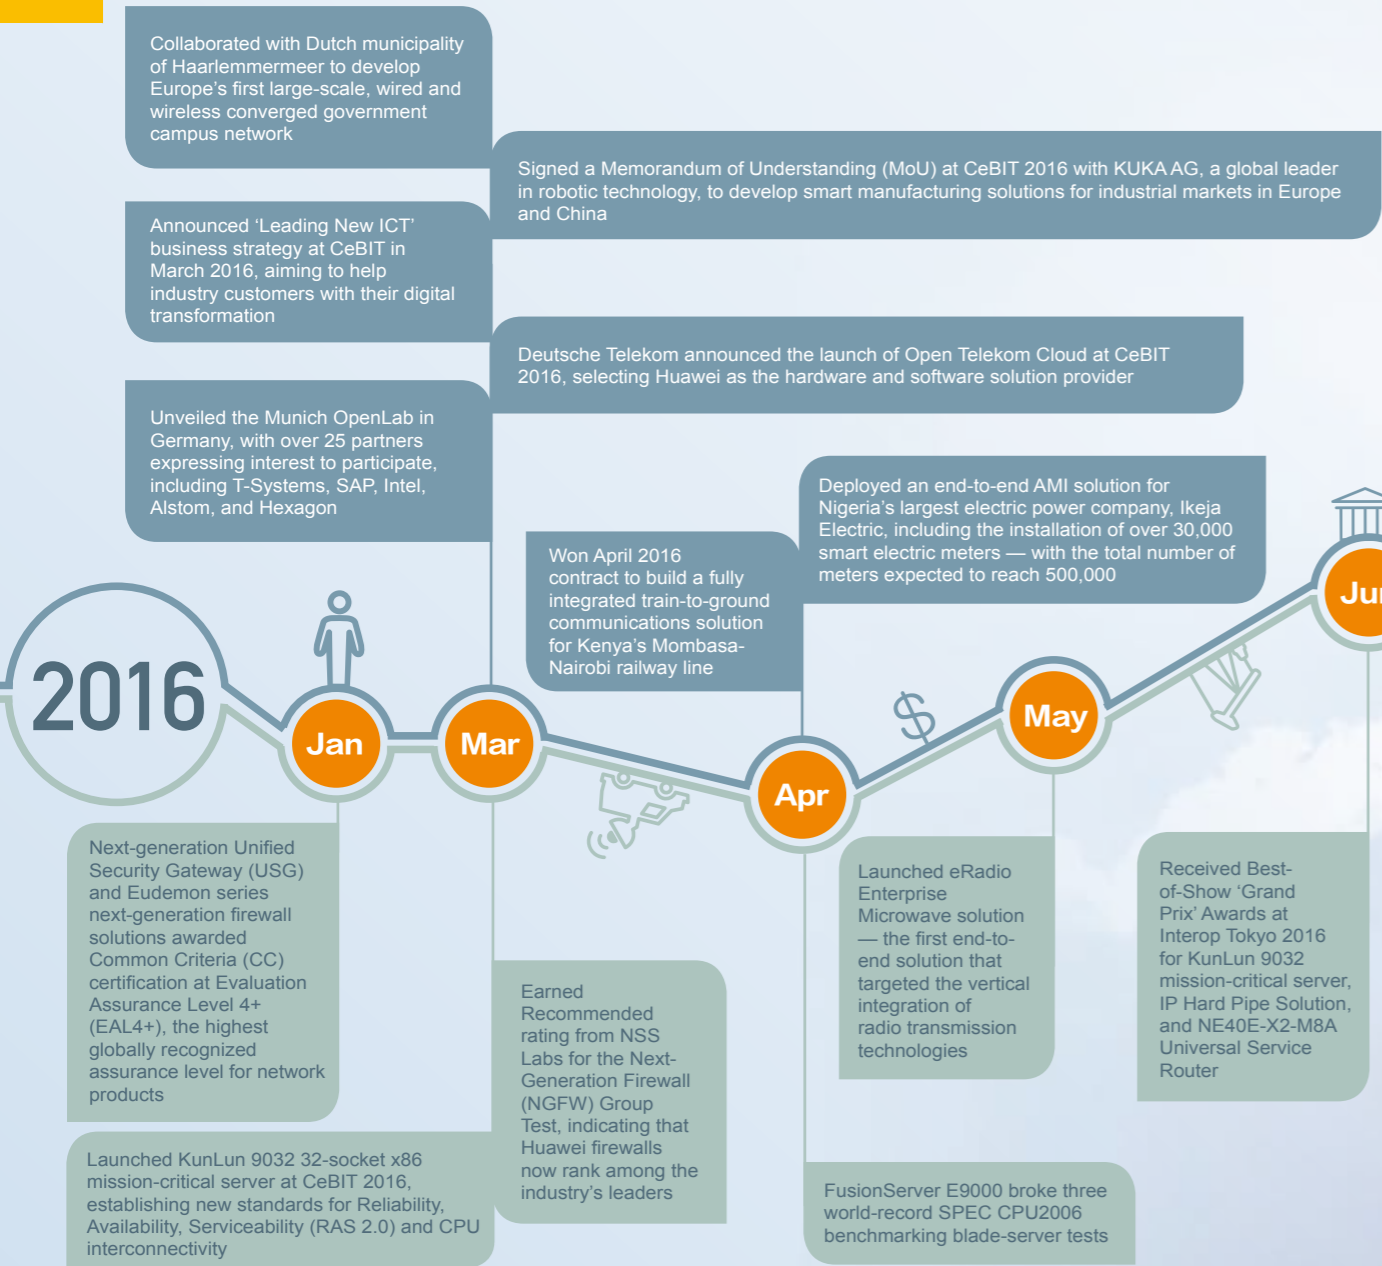 Collaborated with Dutch municipality
of Haarlemmermeer to develop
Europe’s first large-scale, wired and
wireless converged government
campus network
Signed a Memorandum of Understanding (MoU) at CeBIT 2016 with KUKA AG, a global leader
in robotic technology, to develop smart manufacturing solutions for industrial markets in Europe
and China
Announced ‘Leading New ICT’
business strategy at CeBIT in
March 2016, aiming to help
industry customers with their digital
transformation
Deutsche Telekom announced the launch of Open Telekom Cloud at CeBIT
2016, selecting Huawei as the hardware and software solution provider
Unveiled the Munich OpenLab in
Germany, with over 25 partners
expressing interest to participate,
including T-Systems, SAP, Intel,
Alstom, and Hexagon
Deployed an end-to-end AMI solution for
Nigeria’s largest electric power company, Ikeja
Electric, including the installation of over 30,000
smart electric meters — with the total number of
meters expected to reach 500,000
Won April 2016
contract to build a fully
integrated train-to-ground
communications solution
for Kenya’s Mombasa-
Nairobi railway line
2016
Jan
Mar
Apr
$
May
Next-generation Unified
Security Gateway (USG)
and Eudemon series
next-generation firewall
solutions awarded
Common Criteria (CC)
certification at Evaluation
Assurance Level 4+
(EAL4+), the highest
globally recognized
assurance level for network
products
Launched KunLun 9032 32-socket x86
mission-critical server at CeBIT 2016,
establishing new standards for Reliability,
Availability, Serviceability (RAS 2.0) and CPU
interconnectivity
Earned
Recommended
rating from NSS
Labs for the Next-
Generation Firewall
(NGFW) Group
Test, indicating that
Huawei firewalls
now rank among the
industry’s leaders
Launched eRadio
Enterprise
Microwave solution
— the first end-to-
end solution that
targeted the vertical
integration of
radio transmission
technologies
FusionServer E9000 broke three
world-record SPEC CPU2006
benchmarking blade-server tests
Received Best-
of-Show ‘Grand
Prix’ Awards at
Interop Tokyo 2016
for KunLun 9032
mission-critical server,
IP Hard Pipe Solution,
and NE40E-X2-M8A
Universal Service
Router